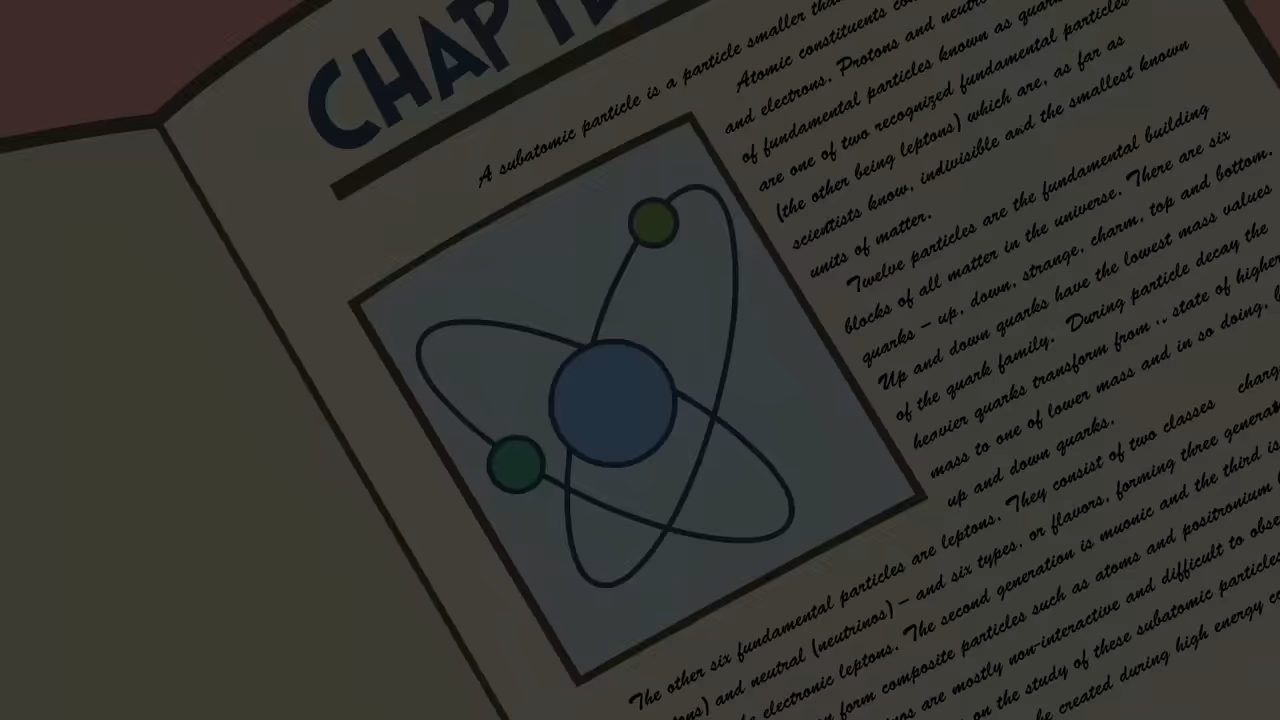 CHAPTE
A subatomic particle is a particle smaller than
Atomic constituents
and electrons. Protons and
of fundamental particles known as
are one of two recognized fundamental particles
(the other being leptons) which are, as far as
scientists know, indivisible and the smallest known
units of matter.
Twelve particles are the fundamental building
blocks of all matter in the universe. There are six
quarks – up, down, strange, charm, top and bottom.
Up and down quarks have the lowest mass values
of the quark family. During particle decay the
heavier quarks transform from .. state of higher
mass to one of lower mass and in so doing,
up and down quarks.
The other six fundamental particles are leptons. They consist of two classes charg
ons) and neutral (neutrinos) – and six types, or flavors, forming three generat
electronic leptons. The second generation is muonic and the third is
form composite particles such as atoms and positronium
nos are mostly non-interactive and difficult to obse
on the study of these subatomic particles
be created during high energy